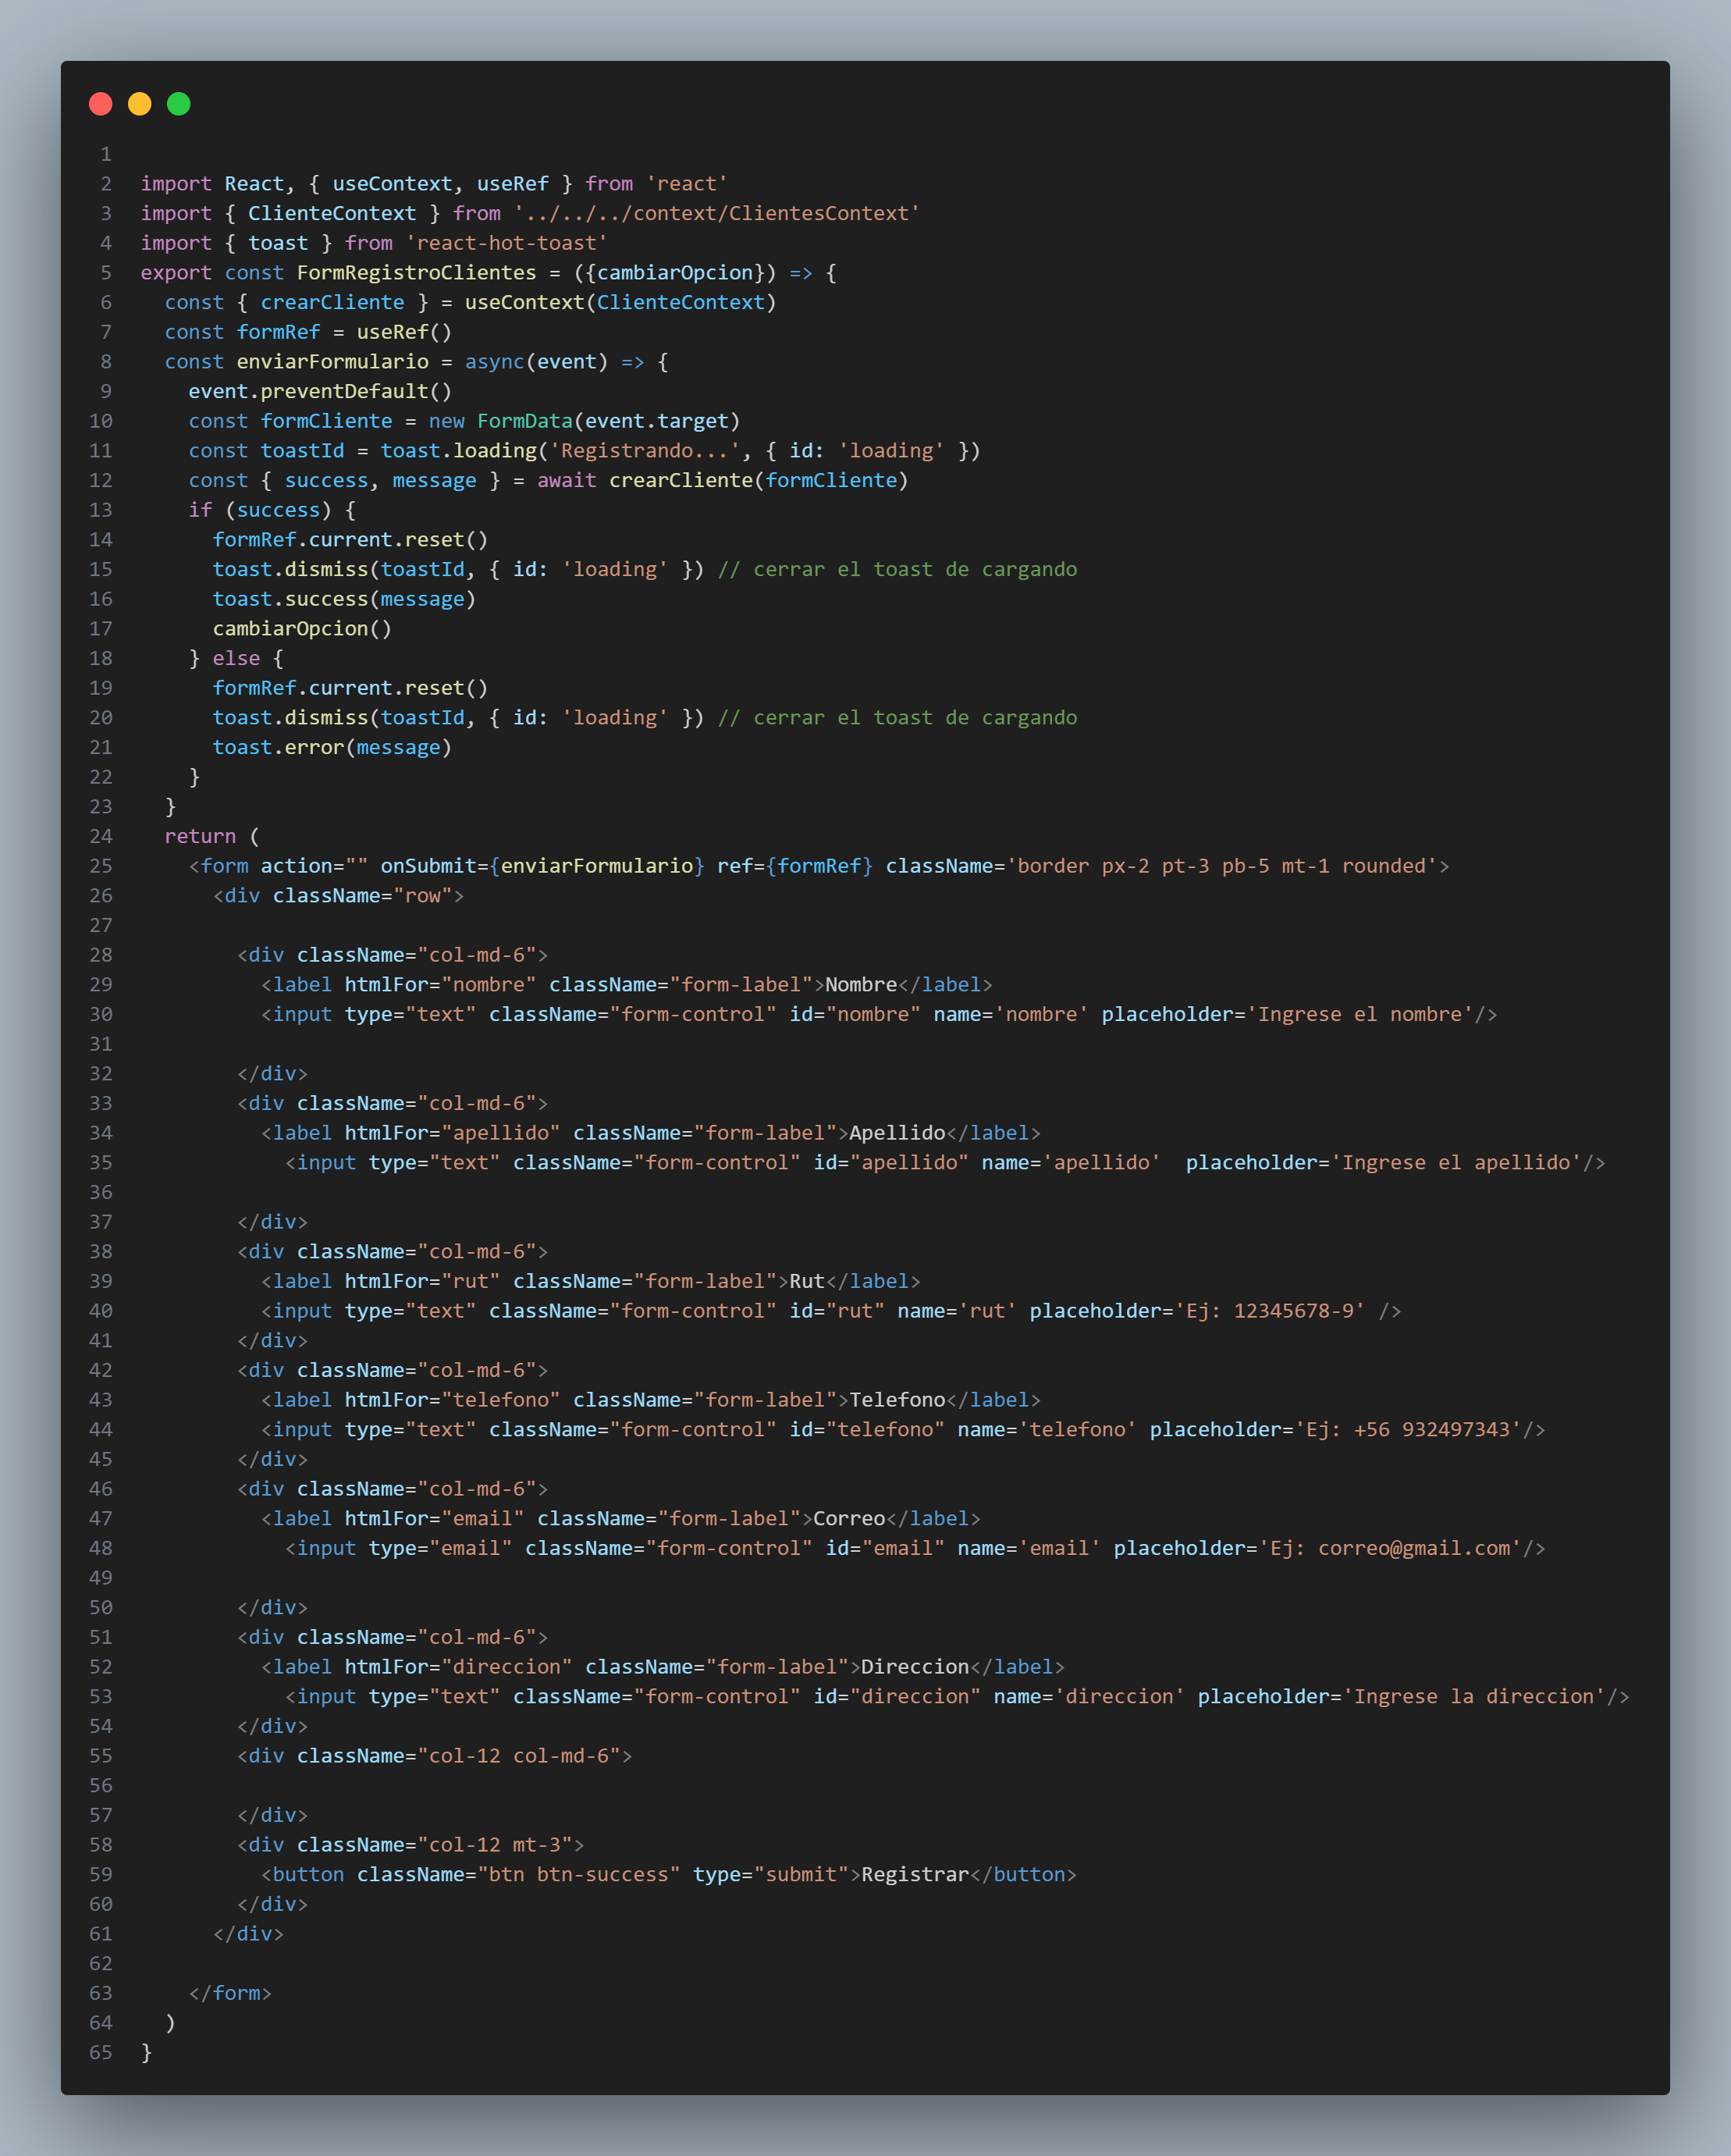 1
2 import React, { useContext, useRef } from 'react'
3 import { ClienteContext } from '../../../context/ClientesContext'
4 import { toast } from 'react-hot-toast'
5 export const FormRegistroClientes = ({cambiarOpcion}) => {
6   const { crearCliente } = useContext(ClienteContext)
7   const formRef = useRef()
8   const enviarFormulario = async(event) => {
9     event.preventDefault()
10     const formCliente = new FormData(event.target)
11     const toastId = toast.loading('Registrando...', { id: 'loading' })
12     const { success, message } = await crearCliente(formCliente)
13     if (success) {
14       formRef.current.reset()
15       toast.dismiss(toastId, { id: 'loading' }) // cerrar el toast de cargando
16       toast.success(message)
17       cambiarOpcion()
18     } else {
19       formRef.current.reset()
20       toast.dismiss(toastId, { id: 'loading' }) // cerrar el toast de cargando
21       toast.error(message)
22     }
23   }
24   return (
25     <form action="" onSubmit={enviarFormulario} ref={formRef} className='border px-2 pt-3 pb-5 mt-1 rounded'>
26       <div className="row">
27
28         <div className="col-md-6">
29           <label htmlFor="nombre" className="form-label">Nombre</label>
30           <input type="text" className="form-control" id="nombre" name='nombre' placeholder='Ingrese el nombre'/>
31
32         </div>
33         <div className="col-md-6">
34           <label htmlFor="apellido" className="form-label">Apellido</label>
35             <input type="text" className="form-control" id="apellido" name='apellido'  placeholder='Ingrese el apellido'/>
36
37         </div>
38         <div className="col-md-6">
39           <label htmlFor="rut" className="form-label">Rut</label>
40           <input type="text" className="form-control" id="rut" name='rut' placeholder='Ej: 12345678-9' />
41         </div>
42         <div className="col-md-6">
43           <label htmlFor="telefono" className="form-label">Telefono</label>
44           <input type="text" className="form-control" id="telefono" name='telefono' placeholder='Ej: +56 932497343'/>
45         </div>
46         <div className="col-md-6">
47           <label htmlFor="email" className="form-label">Correo</label>
48             <input type="email" className="form-control" id="email" name='email' placeholder='Ej: correo@gmail.com'/>
49
50         </div>
51         <div className="col-md-6">
52           <label htmlFor="direccion" className="form-label">Direccion</label>
53             <input type="text" className="form-control" id="direccion" name='direccion' placeholder='Ingrese la direccion'/>
54         </div>
55         <div className="col-12 col-md-6">
56
57         </div>
58         <div className="col-12 mt-3">
59           <button className="btn btn-success" type="submit">Registrar</button>
60         </div>
61       </div>
62
63     </form>
64   )
65 }